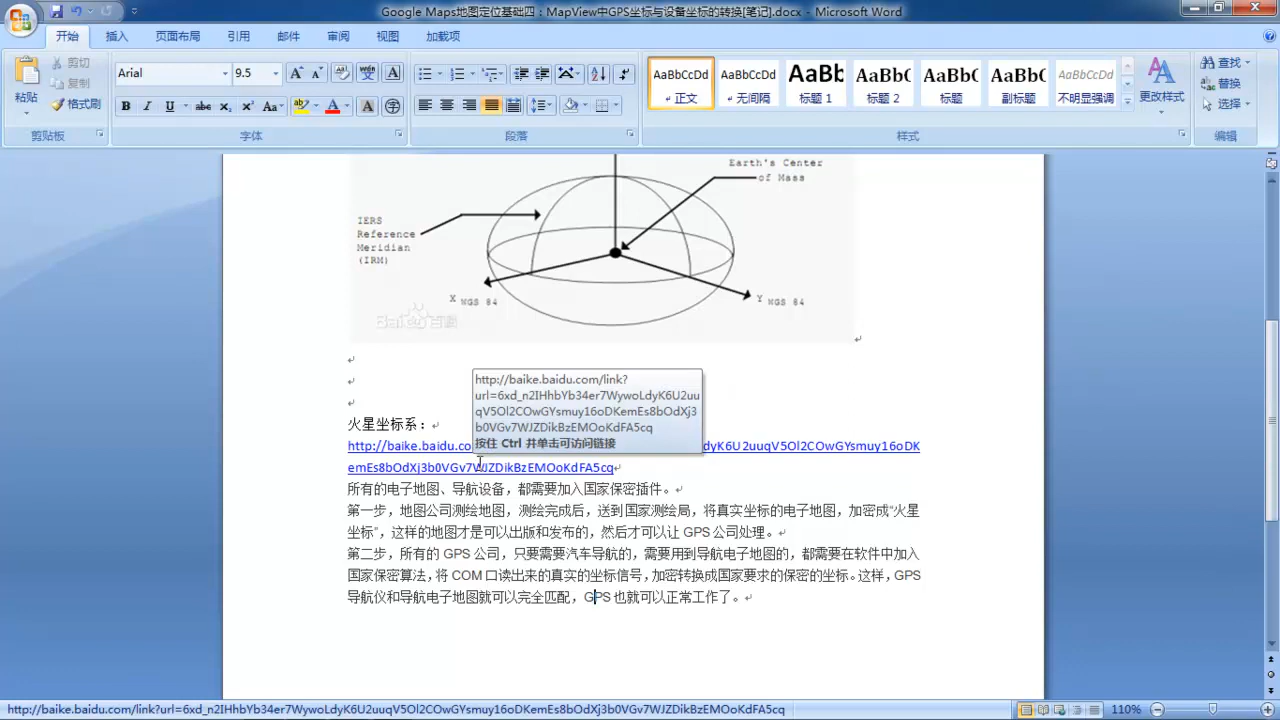 Google Map地图定位基础四：MapView中GPS坐标与设备坐标的转换[笔记].docx - Microsoft Word
开始 插入 页面布局 引用 邮件 审阅 视图 加载项
粘贴 剪切 复制 格式刷
剪贴板
Arial 9.5
B I U abc X₂ X² Aa
字体
段落
AaBbCcDd AaBbCcDd AaBb AaBbC AaBbC AaBbC AaBbCcDd
正文 无间隔 标题 1 标题 2 标题 副标题 不明显强调
更改样式
样式
查找
替换
选择
编辑
Earth's Center
of Mass
IERS
Reference
Meridian
(IRM)
X WGS 84
Y WGS 84
Baidu百科
http://baike.baidu.com/link?
url=6xd_n2IHhbYb34er7WywoLdyK6U2uu
qV5Ol2COwGYsmuy16oDKemEs8bOdXj3
b0VGv7WJZDikBzEMOoKdFA5cq
按住 Ctrl 并单击可访问链接
火星坐标系：
http://baike.baidu.co dyK6U2uuqV5Ol2COwGYsmuy16oDK
emEs8bOdXj3b0VGv7WJZDikBzEMOoKdFA5cq
所有的电子地图、导航设备，都需要加入国家保密插件。
第一步，地图公司测绘地图，测绘完成后，送到国家测绘局，将真实坐标的电子地图，加密成“火星
坐标”，这样的地图才是可以出版和发布的，然后才可以让 GPS 公司处理。
第二步，所有的 GPS 公司，只要需要汽车导航的，需要用到导航电子地图的，都需要在软件中加入
国家保密算法，将 COM 口读出来的真实的坐标信号，加密转换成国家要求的保密的坐标。这样，GPS
导航仪和导航电子地图就可以完全匹配，GPS 也就可以正常工作了。
http://baike.baidu.com/link?url=6xd_n2IHhbYb34er7WywoLdyK6U2uuqV5Ol2COwGYsmuy16oDKemEs8bOdXj3b0VGv7WJZDikBzEMOoKdFA5cq
110%